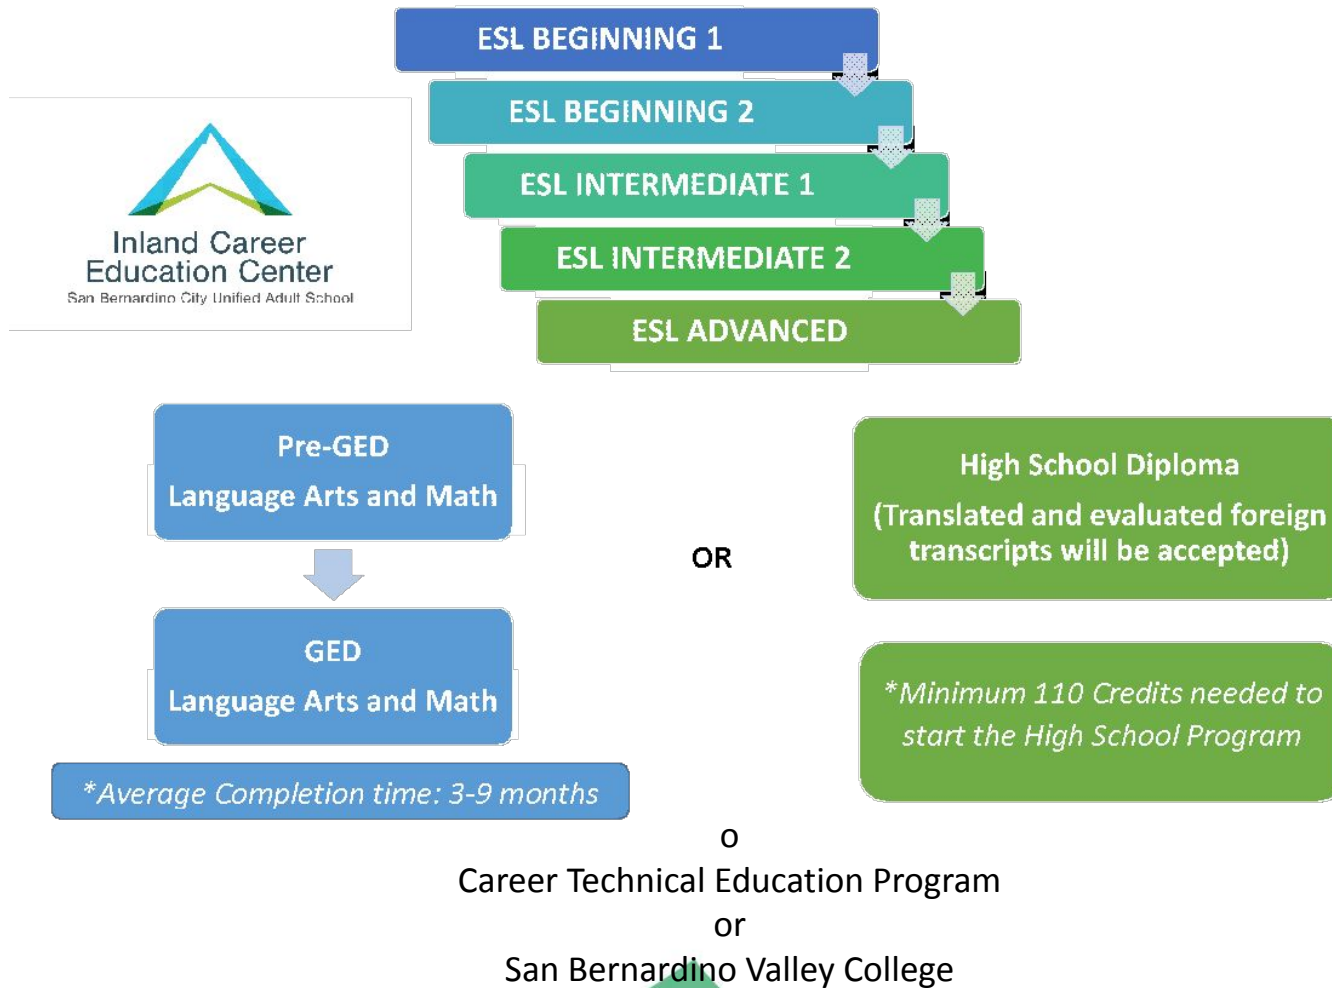 ESL BEGINNING 1
ESL BEGINNING 2
ESL INTERMEDIATE 1
ESL INTERMEDIATE 2
ESL ADVANCED
Inland Career
Education Center
San Bernardino City Unified Adult School
Pre-GED
Language Arts and Math
GED
Language Arts and Math
*Average Completion time: 3-9 months
OR
High School Diploma
(Translated and evaluated foreign
transcripts will be accepted)
*Minimum 110 Credits needed to
start the High School Program
o
Career Technical Education Program
or
San Bernardino Valley College